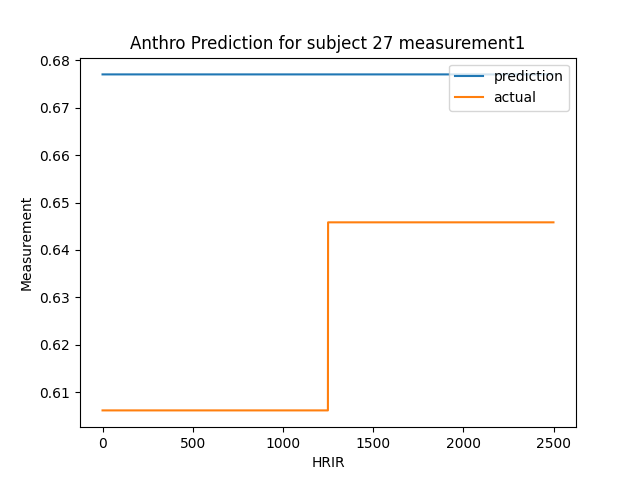 Anthro Prediction for subject 27 measurement1
prediction
actual
0.68
0.67
0.66
0.65
0.64
0.63
0.62
0.61
Measurement
0
500
1000
1500
2000
2500
HRIR